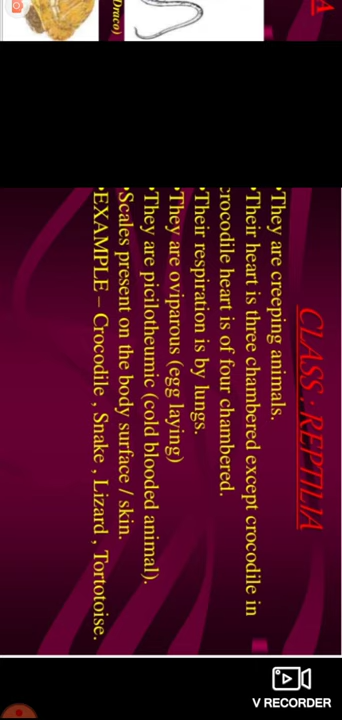 A
Draco)
CLASS : REPTILIA
•They are creeping animals.
•Their heart is three chambered except crocodile in
crocodile heart is of four chambered.
•Their respiration is by lungs.
•They are oviparous (egg laying)
•They are picilotheumic (cold blooded animal).
•Scales present on the body surface / skin.
•EXAMPLE – Crocodile , Snake , Lizard , Tortotoise.
V RECORDER